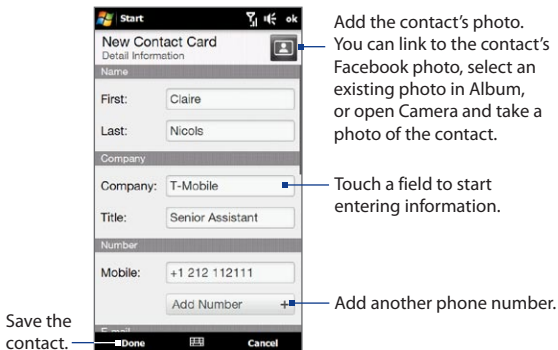 Start
ok
New Contact Card
Detail Information
Name
First: Claire
Last: Nicols
Company
Company: T-Mobile
Title: Senior Assistant
Number
Mobile: +1 212 112111
Add Number +
E-mail
Done
Cancel
Add the contact’s photo.
You can link to the contact’s
Facebook photo, select an
existing photo in Album,
or open Camera and take a
photo of the contact.
Touch a field to start
entering information.
Add another phone number.
Save the
contact.